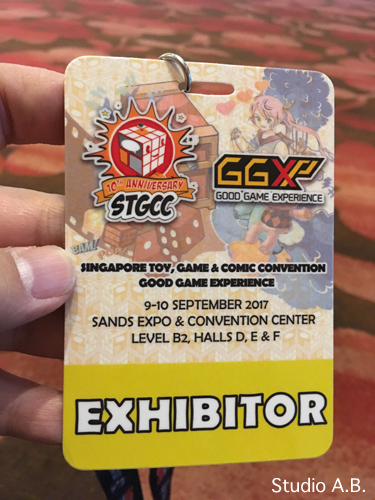 10TH ANNIVERSARY
STGCC
GGXP
GOOD GAME EXPERIENCE
BAM!
SINGAPORE TOY, GAME & COMIC CONVENTION
GOOD GAME EXPERIENCE
9-10 SEPTEMBER 2017
SANDS EXPO & CONVENTION CENTER
LEVEL B2, HALLS D, E & F
EXHIBITOR
Studio A.B.